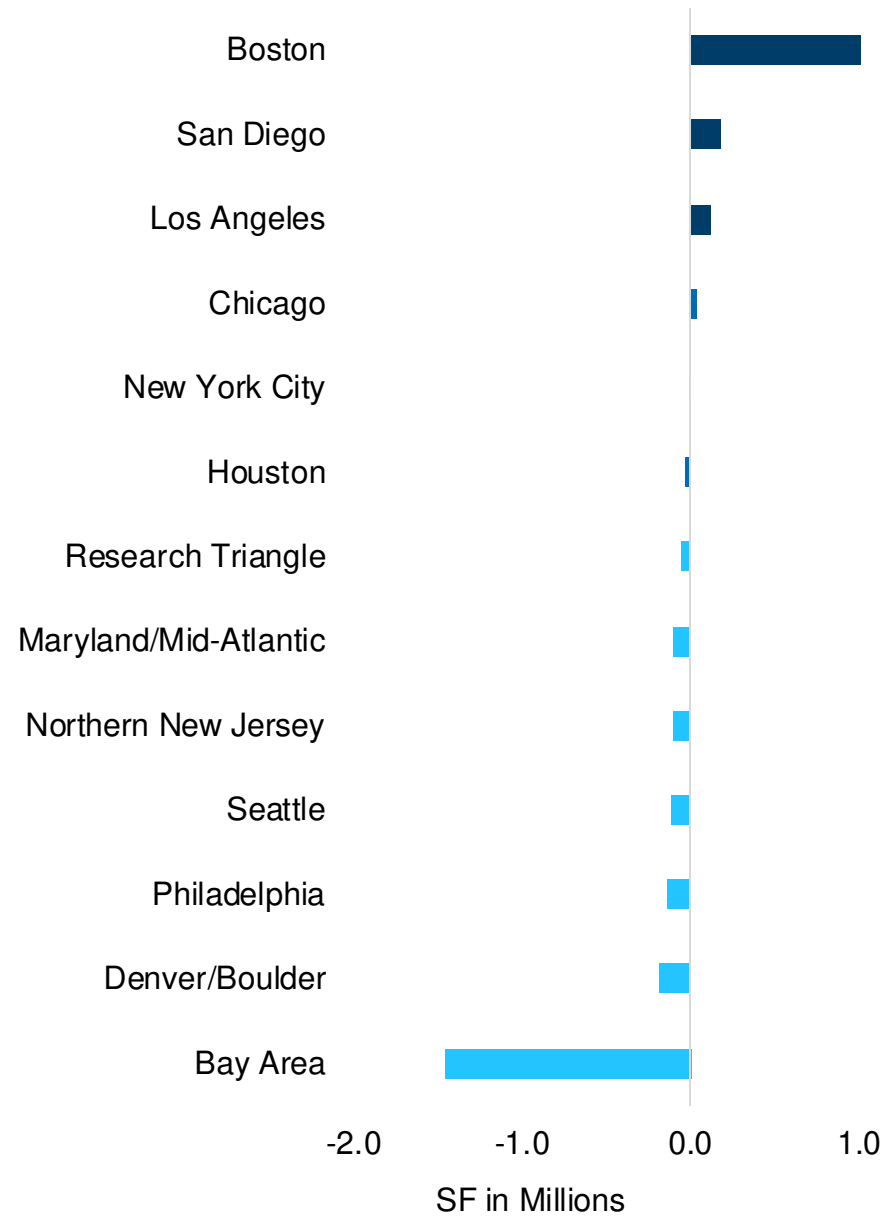 Boston
San Diego
Los Angeles
Chicago
New York City
Houston
Research Triangle
Maryland/Mid-Atlantic
Northern New Jersey
Seattle
Philadelphia
Denver/Boulder
Bay Area
-2.0 -1.0 0.0 1.0
SF in Millions